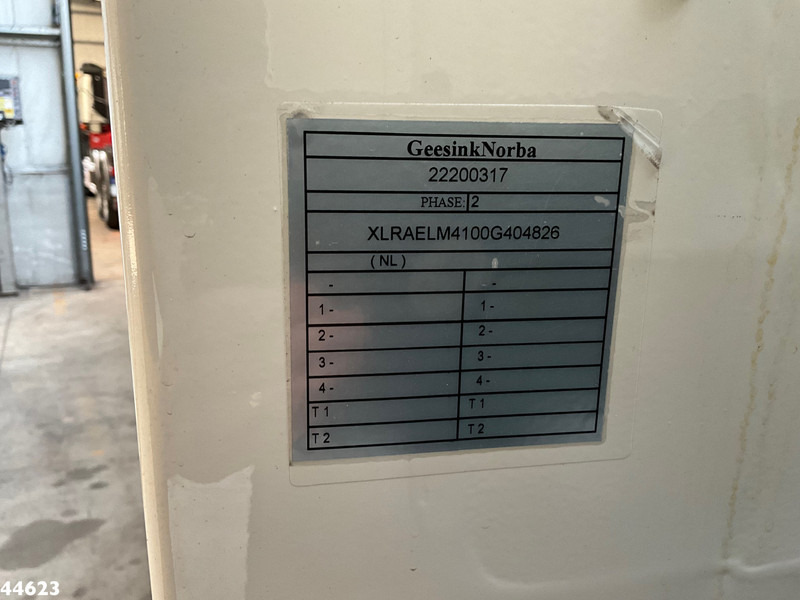 GeesinkNorba
22200317
PHASE: 2
XLRAELM4100G404826
( NL )
- -
1 - 1 -
2 - 2 -
3 - 3 -
4 - 4 -
T 1 T 1
T 2 T 2
44623